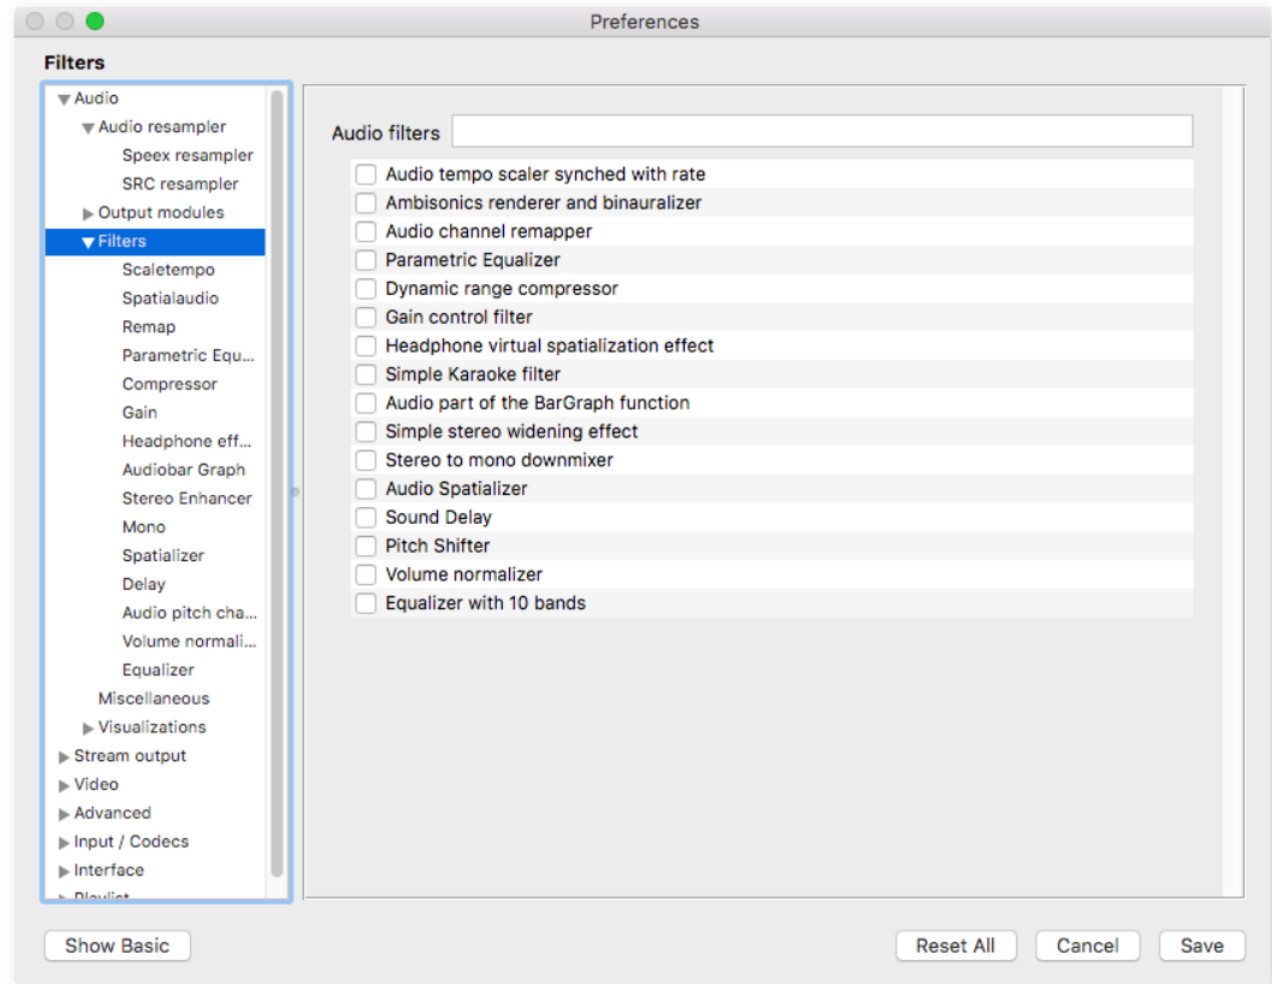 Preferences
Filters
Audio
Audio resampler
Speex resampler
SRC resampler
Output modules
Filters
Scaletempo
Spatialaudio
Remap
Parametric Equ...
Compressor
Gain
Headphone eff...
Audiobar Graph
Stereo Enhancer
Mono
Spatializer
Delay
Audio pitch cha...
Volume normali...
Equalizer
Miscellaneous
Visualizations
Stream output
Video
Advanced
Input / Codecs
Interface
Playlist
Audio filters
Audio tempo scaler synched with rate
Ambisonics renderer and binauralizer
Audio channel remapper
Parametric Equalizer
Dynamic range compressor
Gain control filter
Headphone virtual spatialization effect
Simple Karaoke filter
Audio part of the BarGraph function
Simple stereo widening effect
Stereo to mono downmixer
Audio Spatializer
Sound Delay
Pitch Shifter
Volume normalizer
Equalizer with 10 bands
Show Basic
Reset All
Cancel
Save